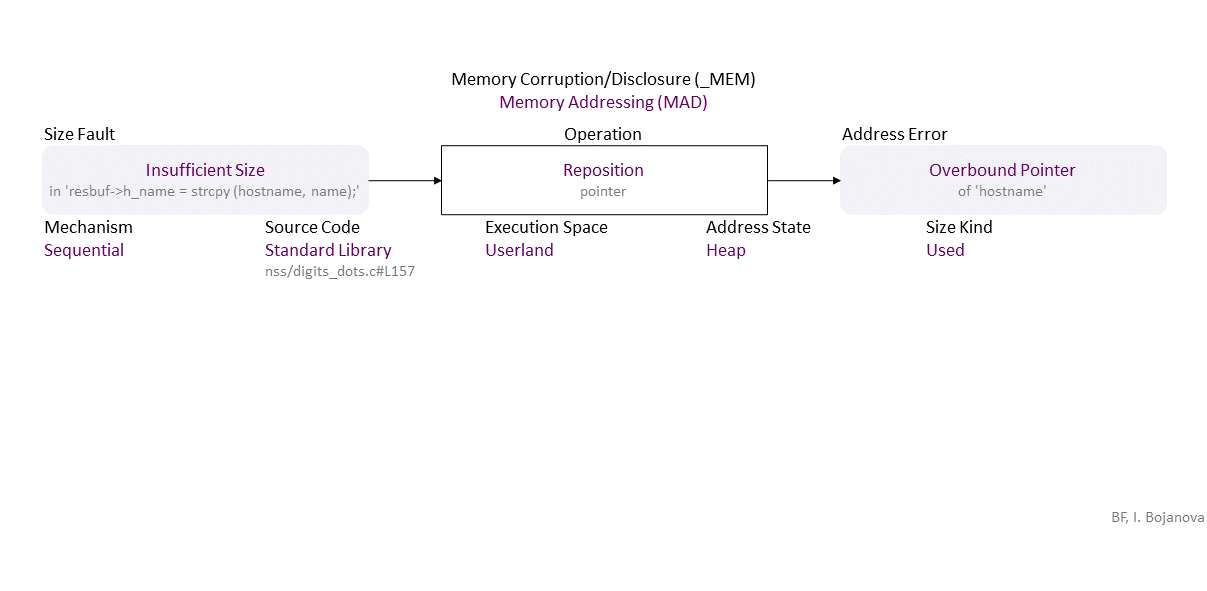 Memory Corruption/Disclosure (_MEM)
Memory Addressing (MAD)
Size Fault
Operation
Address Error
Insufficient Size
in 'resbuf->h_name = strcpy (hostname, name);'
Reposition
pointer
Overbound Pointer
of 'hostname'
Mechanism
Sequential
Source Code
Standard Library
nss/digits_dots.c#L157
Execution Space
Userland
Address State
Heap
Size Kind
Used
BF, I. Bojanova